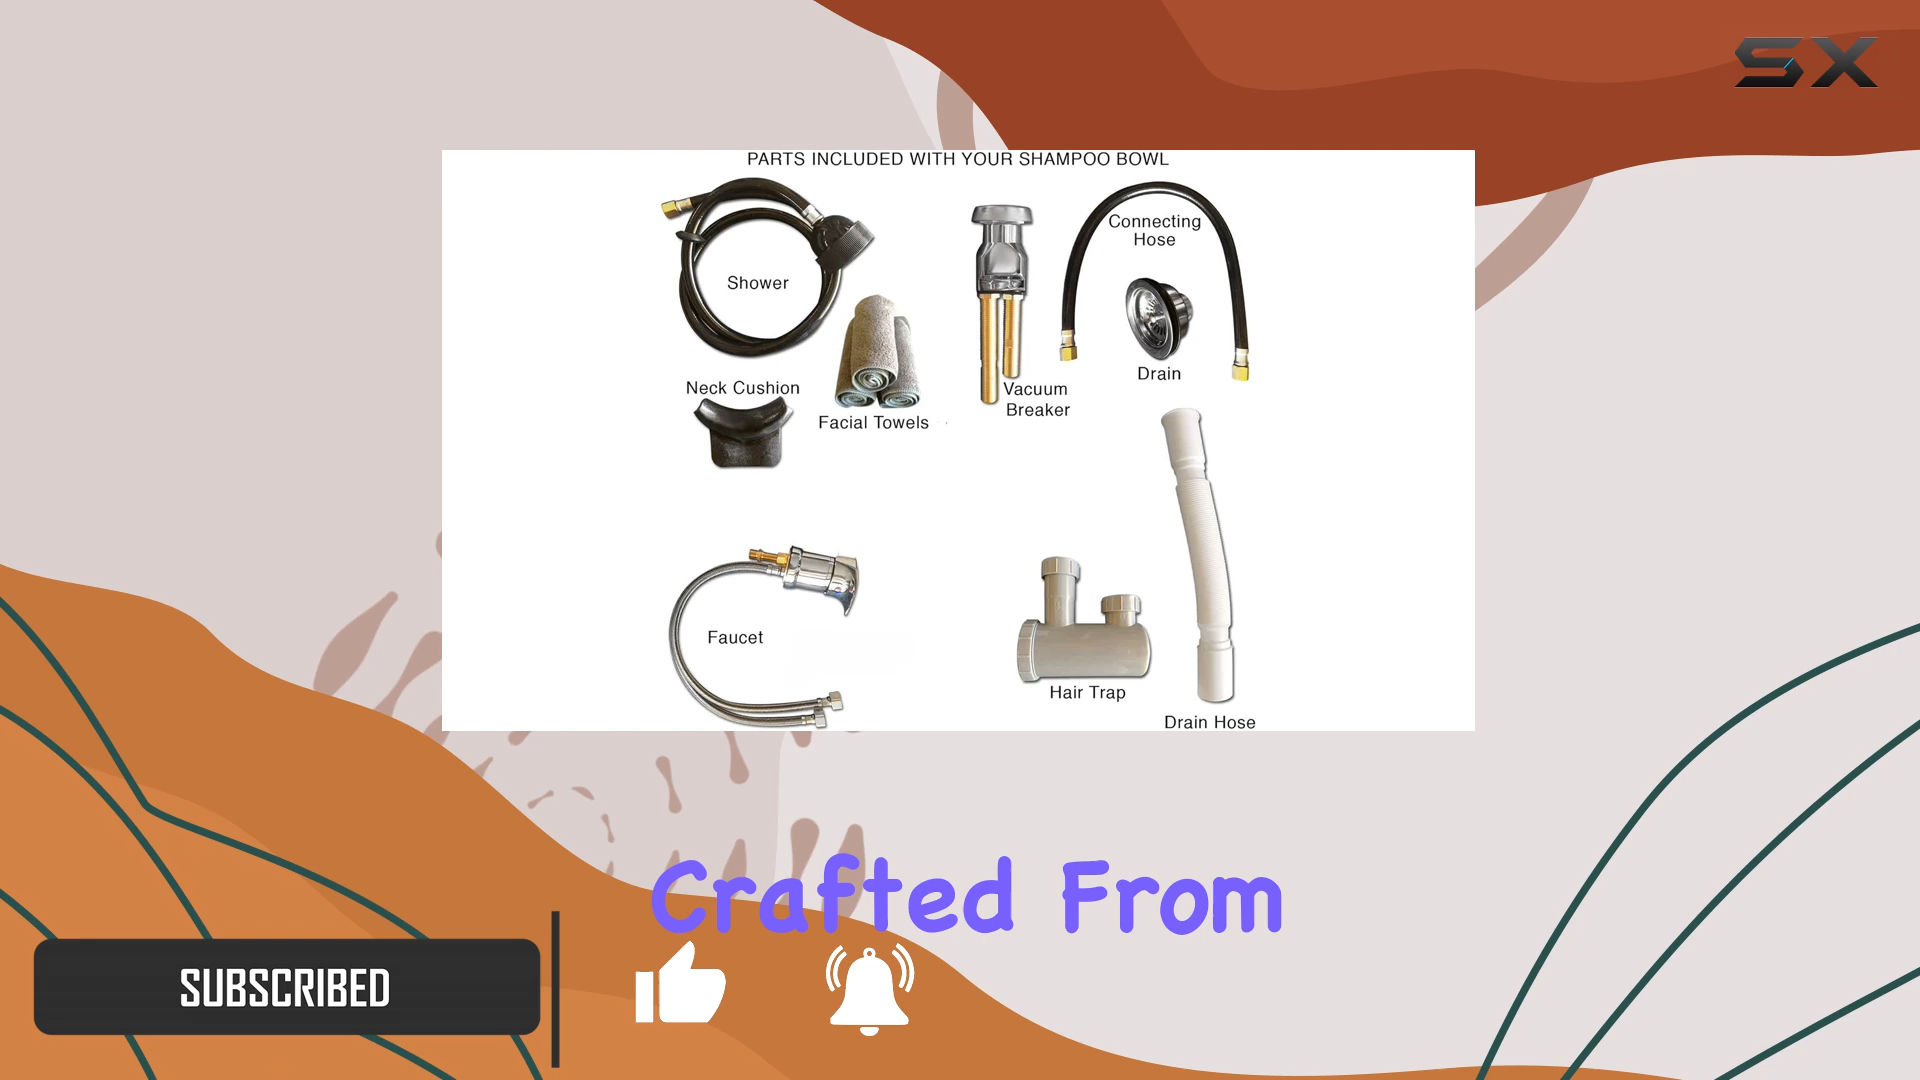 SX
PARTS INCLUDED WITH YOUR SHAMPOO BOWL
Connecting
Hose
Shower
Drain
Neck Cushion
Vacuum
Breaker
Facial Towels
Faucet
Hair Trap
Drain Hose
Crafted From
SUBSCRIBED